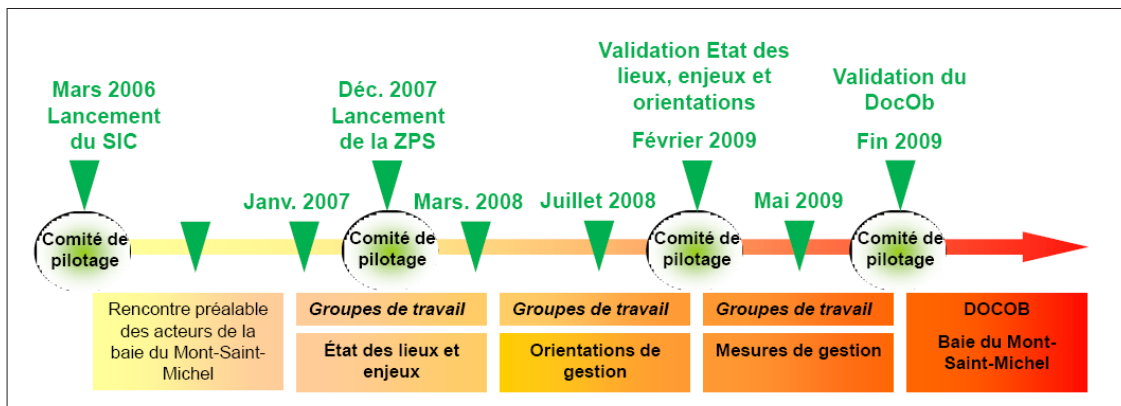 Mars 2006
Lancement
du SIC
Déc. 2007
Lancement
de la ZPS
Validation Etat des
lieux, enjeux et
orientations
Février 2009
Validation du
DocOb
Fin 2009
Janv. 2007
Mars. 2008
Juillet 2008
Mai 2009
Comité de
pilotage
Comité de
pilotage
Comité de
pilotage
Comité de
pilotage
Rencontre préalable
des acteurs de la
baie du Mont-Saint-
Michel
Groupes de travail
État des lieux et
enjeux
Groupes de travail
Orientations de
gestion
Groupes de travail
Mesures de gestion
DOCOB
Baie du Mont-
Saint-Michel